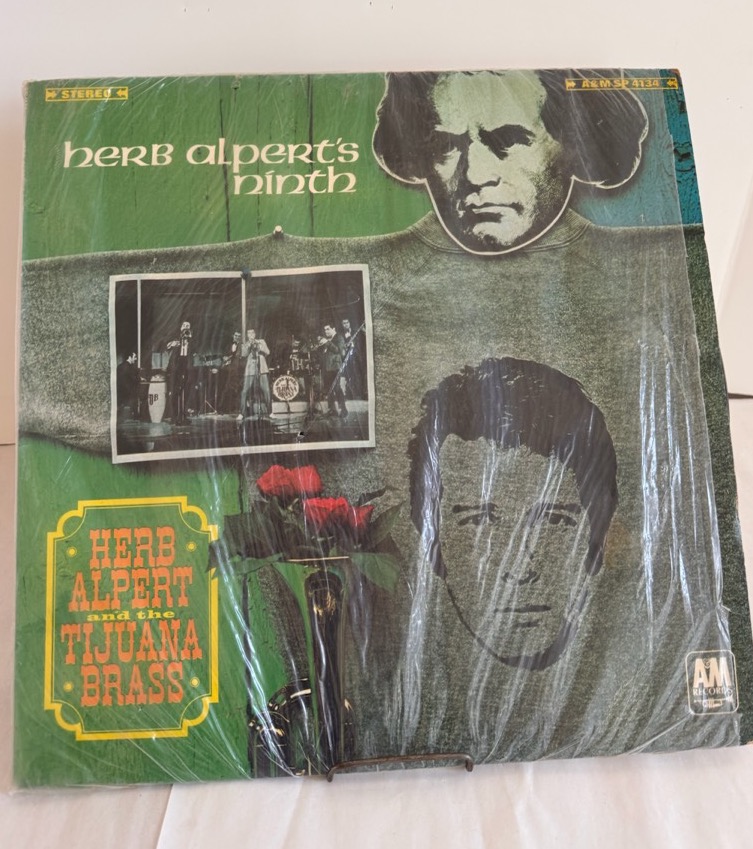 STEREO
A&M SP 4134
herb alpert's
ninth
HERB
ALPERT
and the
TIJUANA
BRASS
A&M
RECORDS